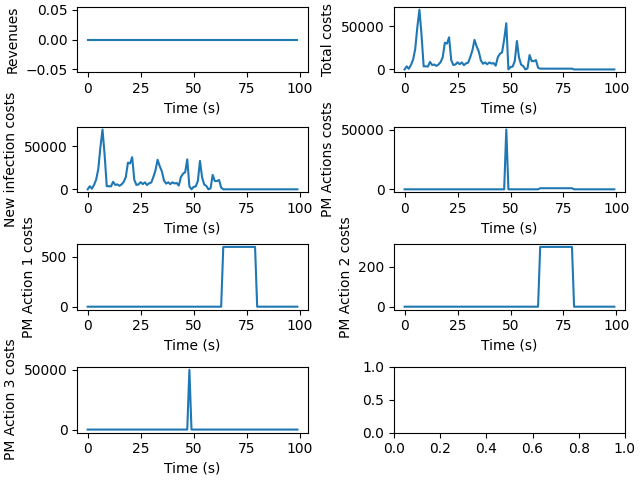 Revenues
0.05
0.00
−0.05
0 25 50 75 100
Time (s)
Total costs
50000
0
0 25 50 75 100
Time (s)
New infection costs
50000
0
0 25 50 75 100
Time (s)
PM Actions costs
50000
0
0 25 50 75 100
Time (s)
PM Action 1 costs
500
0
0 25 50 75 100
Time (s)
PM Action 2 costs
200
0
0 25 50 75 100
Time (s)
PM Action 3 costs
50000
0
0 25 50 75 100
Time (s)
1.0
0.5
0.0
0.0 0.2 0.4 0.6 0.8 1.0